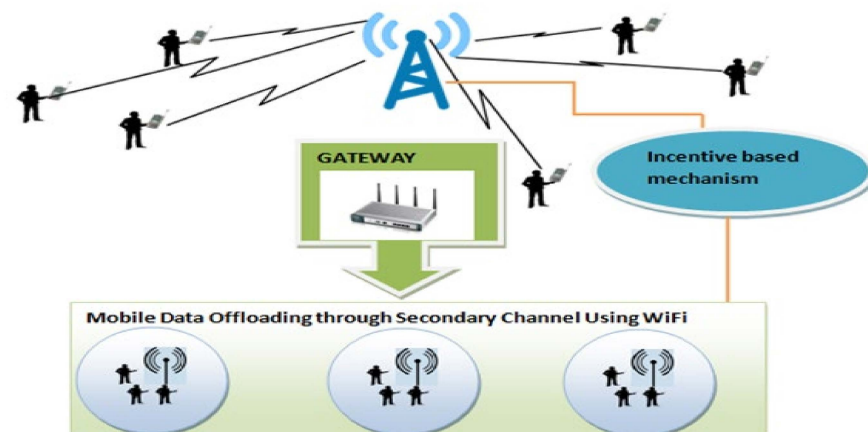 GATEWAY
Incentive based
mechanism
Mobile Data Offloading through Secondary Channel Using WiFi